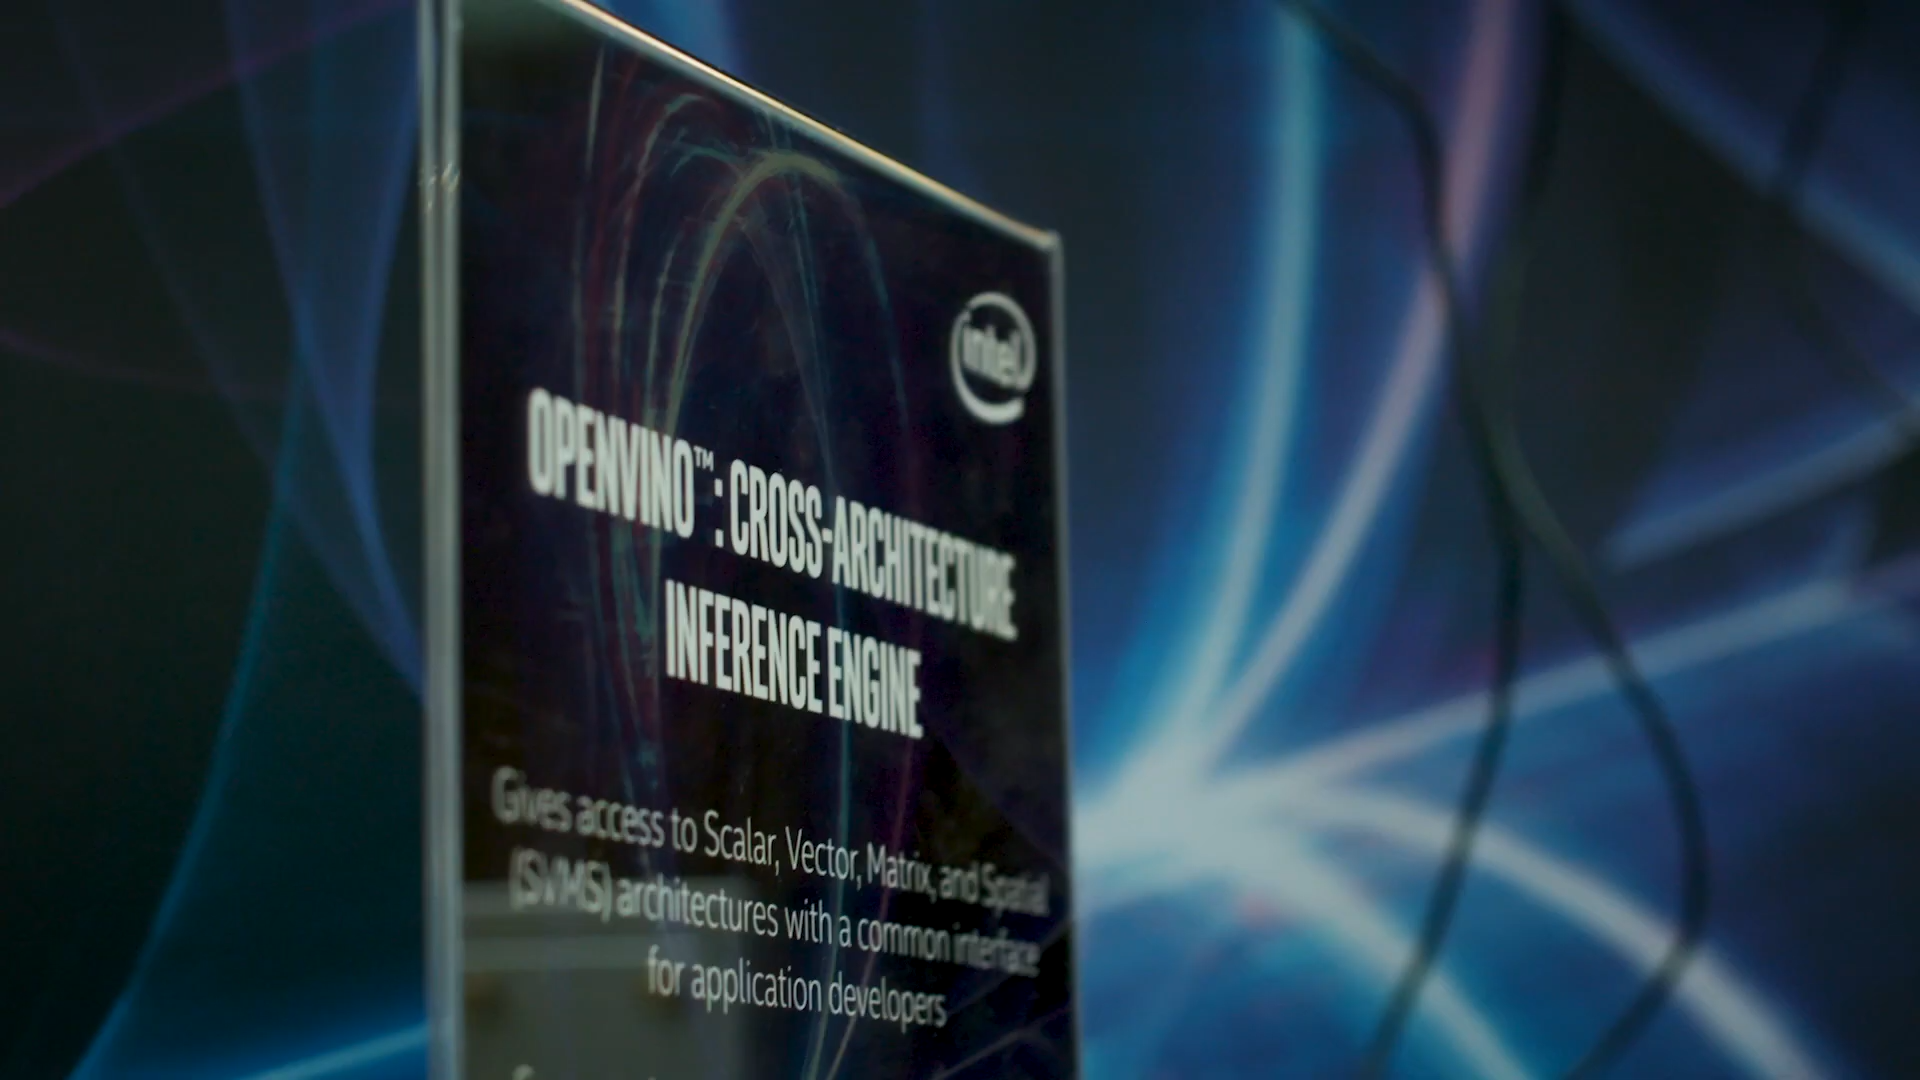 intel
OPENVINO™: CROSS-ARCHITECTURE
INFERENCE ENGINE
Gives access to Scalar, Vector, Matrix, and Spatial
(SVMS) architectures with a common interface
for application developers